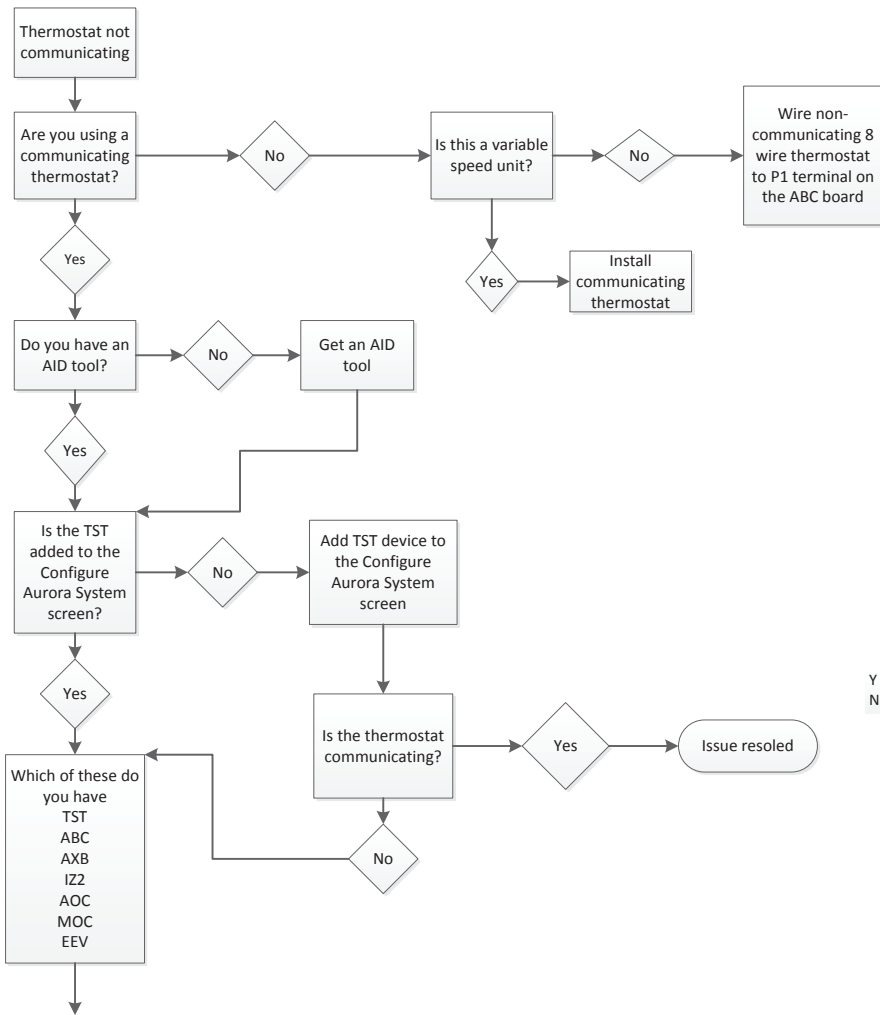 Thermostat not
communicating
Are you using a
communicating
thermostat?
No
Is this a variable
speed unit?
No
Wire non-
communicating 8
wire thermostat
to P1 terminal on
the ABC board
Yes
Yes
Install
communicating
thermostat
Do you have an
AID tool?
No
Get an AID
tool
Yes
Is the TST
added to the
Configure
Aurora System
screen?
No
Add TST device to
the Configure
Aurora System
screen
Yes
Is the thermostat
communicating?
Yes
Issue resoled
Y
N
Which of these do
you have
TST
ABC
AXB
IZ2
AOC
MOC
EEV
No